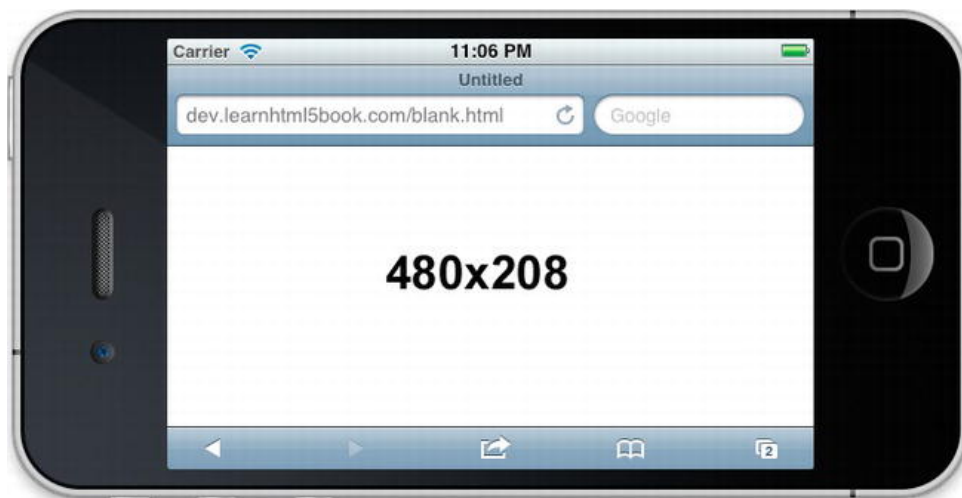 Carrier 11:06 PM
Untitled
dev.learnhtml5book.com/blank.html Google
480x208
2